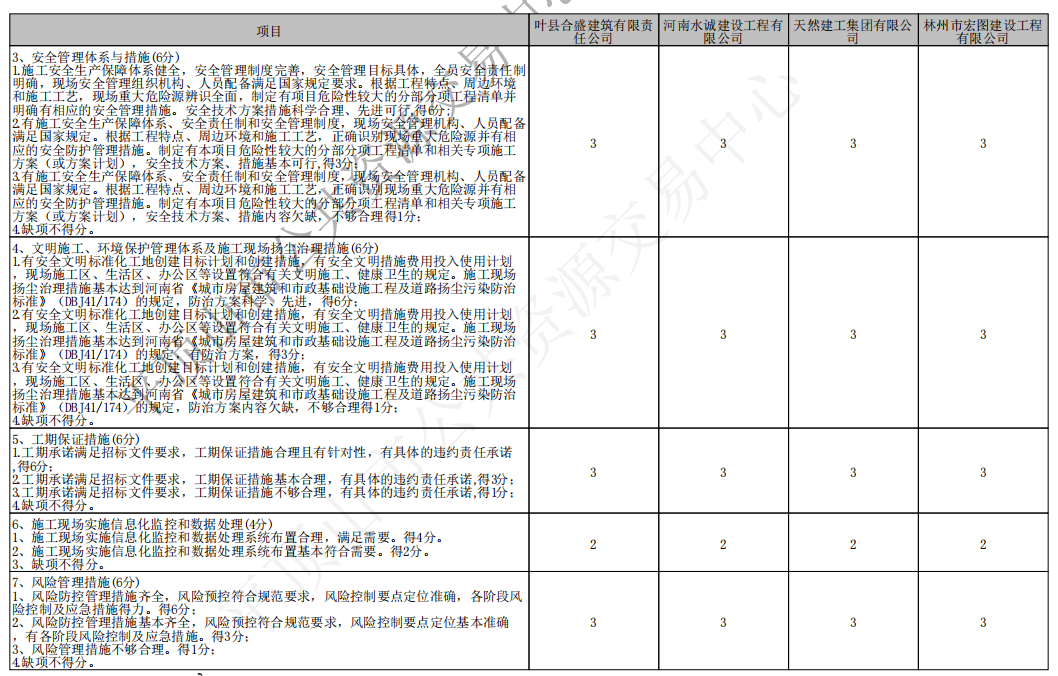 项目
叶县合盛建筑有限责
任公司
河南水诚建设工程有
限公司
天然建工集团有限公
司
林州市宏图建设工程
有限公司
3、安全管理体系与措施(6分)
1.施工安全生产保障体系健全，安全管理制度完善，安全管理目标具体，全员安全责任制
明确，现场安全管理组织机构、人员配备满足国家规定要求。根据工程特点、周边环境
和施工工艺，现场重大危险源辨识全面，制定有项目危险性较大的分部分项工程清单并
明确有相应的安全管理措施。安全技术方案措施科学合理、先进可行,得6分；
2.有施工安全生产保障体系、安全责任制和安全管理制度，现场安全管理机构、人员配备
满足国家规定。根据工程特点、周边环境和施工工艺，正确识别现场重大危险源并有相
应的安全防护管理措施。制定有本项目危险性较大的分部分项工程清单和相关专项施工
方案（或方案计划），安全技术方案、措施基本可行,得3分；
3.有施工安全生产保障体系、安全责任制和安全管理制度，现场安全管理机构、人员配备
满足国家规定。根据工程特点、周边环境和施工工艺，正确识别现场重大危险源并有相
应的安全防护管理措施。制定有本项目危险性较大的分部分项工程清单和相关专项施工
方案（或方案计划），安全技术方案、措施内容欠缺，不够合理得1分；
4.缺项不得分。
3
3
3
3
4、文明施工、环境保护管理体系及施工现场扬尘治理措施(6分)
1.有安全文明标准化工地创建目标计划和创建措施，有安全文明措施费用投入使用计划
，现场施工区、生活区、办公区等设置符合有关文明施工、健康卫生的规定。施工现场
扬尘治理措施基本达到河南省《城市房屋建筑和市政基础设施工程及道路扬尘污染防治
标准》（DBJ41/174）的规定，防治方案科学、先进，得6分；
2.有安全文明标准化工地创建目标计划和创建措施，有安全文明措施费用投入使用计划
，现场施工区、生活区、办公区等设置符合有关文明施工、健康卫生的规定。施工现场
扬尘治理措施基本达到河南省《城市房屋建筑和市政基础设施工程及道路扬尘污染防治
标准》（DBJ41/174）的规定，有防治方案，得3分；
3.有安全文明标准化工地创建目标计划和创建措施，有安全文明措施费用投入使用计划
，现场施工区、生活区、办公区等设置符合有关文明施工、健康卫生的规定。施工现场
扬尘治理措施基本达到河南省《城市房屋建筑和市政基础设施工程及道路扬尘污染防治
标准》（DBJ41/174）的规定，防治方案内容欠缺，不够合理得1分；
4.缺项不得分。
3
3
3
3
5、工期保证措施(6分)
1.工期承诺满足招标文件要求，工期保证措施合理且有针对性，有具体的违约责任承诺
,得6分；
2.工期承诺满足招标文件要求，工期保证措施基本合理，有具体的违约责任承诺,得3分；
3.工期承诺满足招标文件要求，工期保证措施不够合理，有具体的违约责任承诺,得1分；
4.缺项不得分。
3
3
3
3
6、施工现场实施信息化监控和数据处理(4分)
1、施工现场实施信息化监控和数据处理系统布置合理，满足需要。得4分。
2、施工现场实施信息化监控和数据处理系统布置基本符合需要。得2分。
3、缺项不得分。
2
2
2
2
7、风险管理措施(6分)
1、风险防控管理措施齐全，风险预控符合规范要求，风险控制要点定位准确，各阶段风
险控制及应急措施得力。得6分；
2、风险防控管理措施基本齐全，风险预控符合规范要求，风险控制要点定位基本准确
，有各阶段风险控制及应急措施。得3分；
3、风险管理措施不够合理。得1分；
4.缺项不得分。
3
3
3
3
平顶山市公共资源交易中心
平顶山市公共资源交易中心